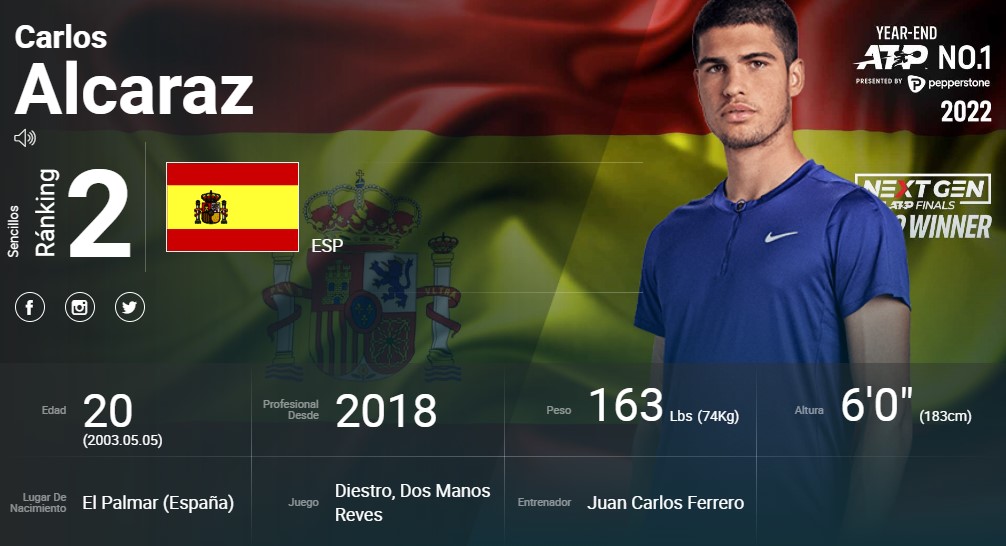 Carlos
Alcaraz
YEAR-END
ATP NO.1
PRESENTED BY pepperstone
2022
Sencillos
Ránking
2
ESP
NEXT GEN
ATP FINALS
WINNER
Edad
20
(2003.05.05)
Profesional
Desde
2018
Peso
163 Lbs (74Kg)
Altura
6'0" (183cm)
Lugar De
Nacimiento
El Palmar (España)
Juego
Diestro, Dos Manos
Reves
Entrenador
Juan Carlos Ferrero